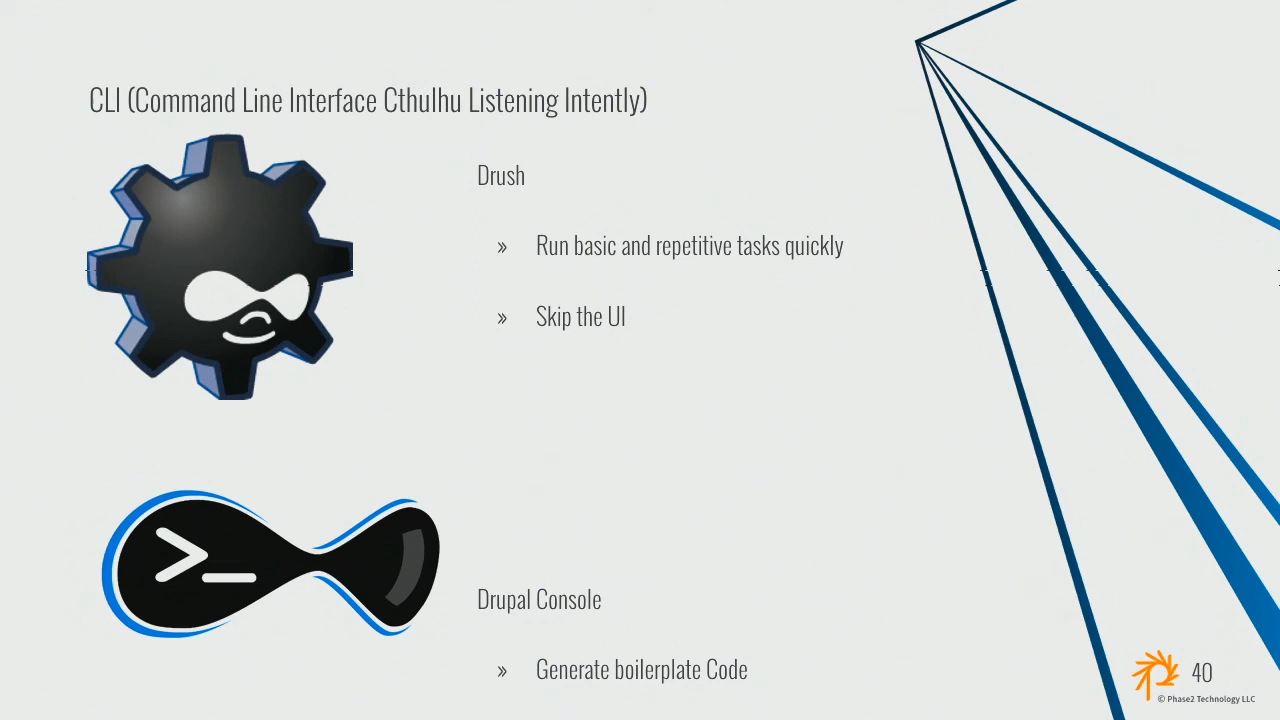 CLI (Command Line Interface Cthulhu Listening Intently)
Drush
» Run basic and repetitive tasks quickly
» Skip the UI
>_
Drupal Console
» Generate boilerplate Code
40
© Phase2 Technology LLC